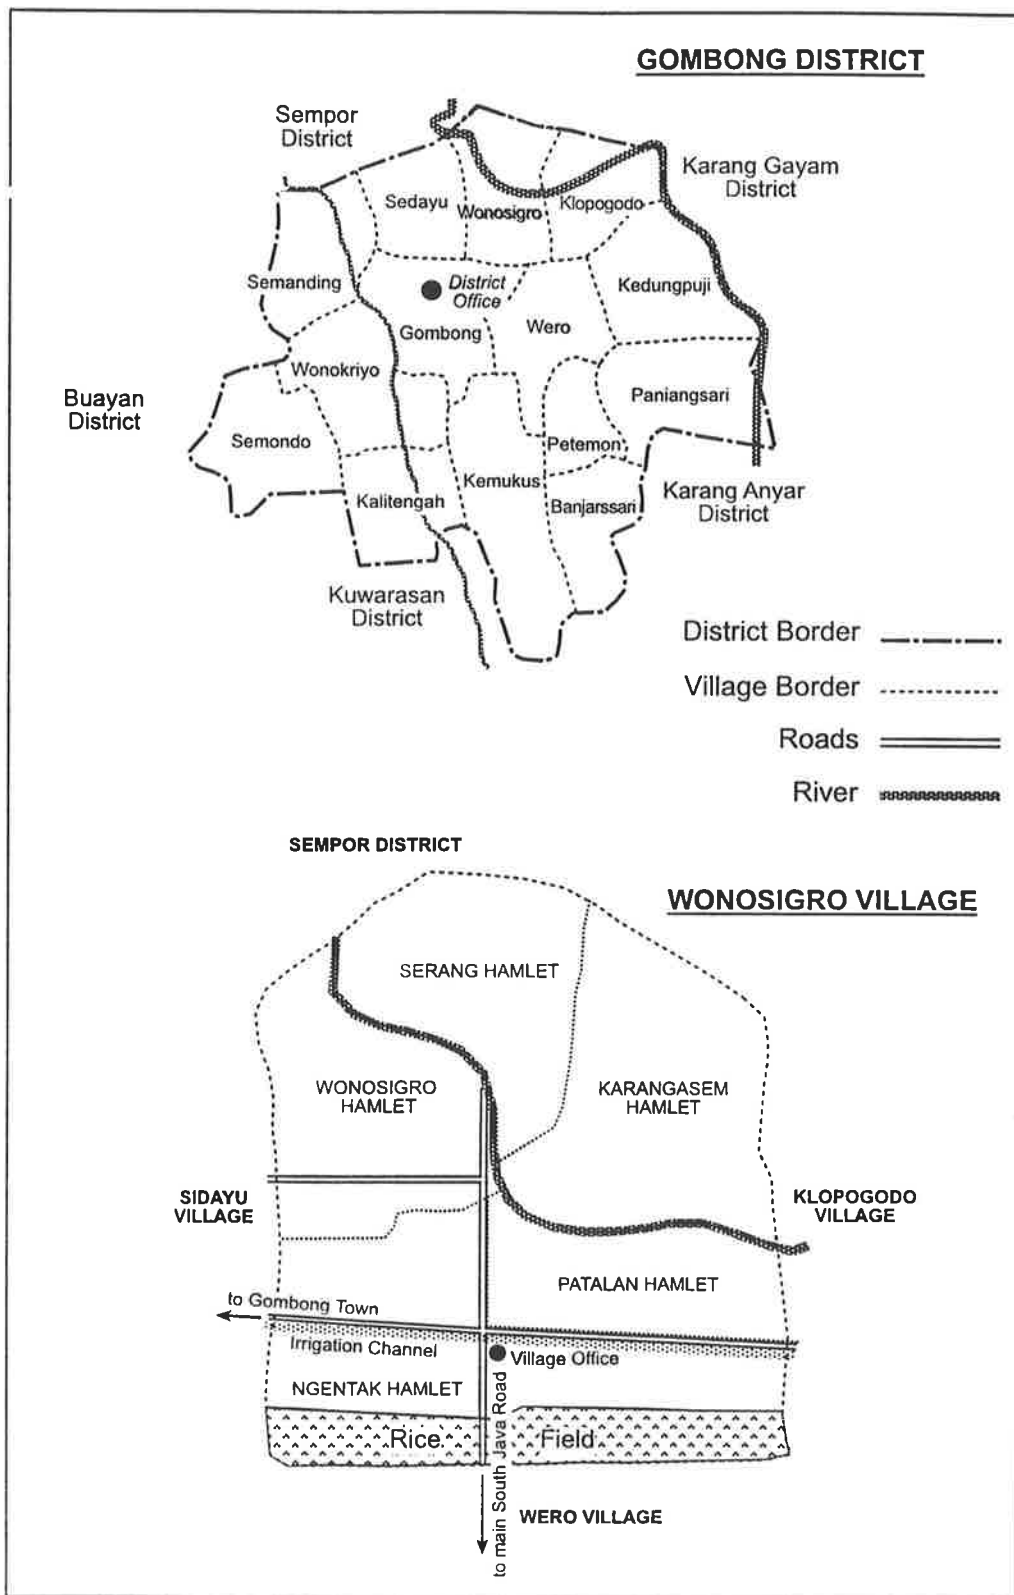 GOMBONG DISTRICT
Sempor
District
Karang Gayam
District
Sedayu
Wonosigro
Klopogodo
Semanding
District
Office
Kedungpuji
Gombong
Wero
Wonokriyo
Buayan
District
Paniangsari
Semondo
Petemon
Kemukus
Kalitengah
Banjarssari
Karang Anyar
District
Kuwarasan
District
District Border
Village Border
Roads
River
SEMPOR DISTRICT
WONOSIGRO VILLAGE
SERANG HAMLET
WONOSIGRO
HAMLET
KARANGASEM
HAMLET
SIDAYU
VILLAGE
KLOPOGODO
VILLAGE
PATALAN HAMLET
to Gombong Town
Irrigation Channel
Village Office
NGENTAK HAMLET
Rice
Field
to main South Java Road
WERO VILLAGE